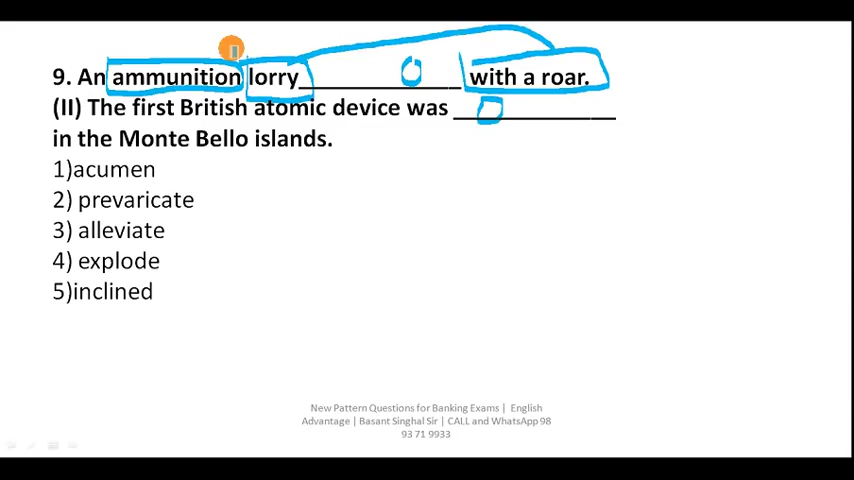 9. An ammunition lorry____________ with a roar.
(II) The first British atomic device was ____________
in the Monte Bello islands.
1)acumen
2) prevaricate
3) alleviate
4) explode
5)inclined
New Pattern Questions for Banking Exams | English
Advantage | Basant Singhal Sir | CALL and WhatsApp 98
93 71 9933